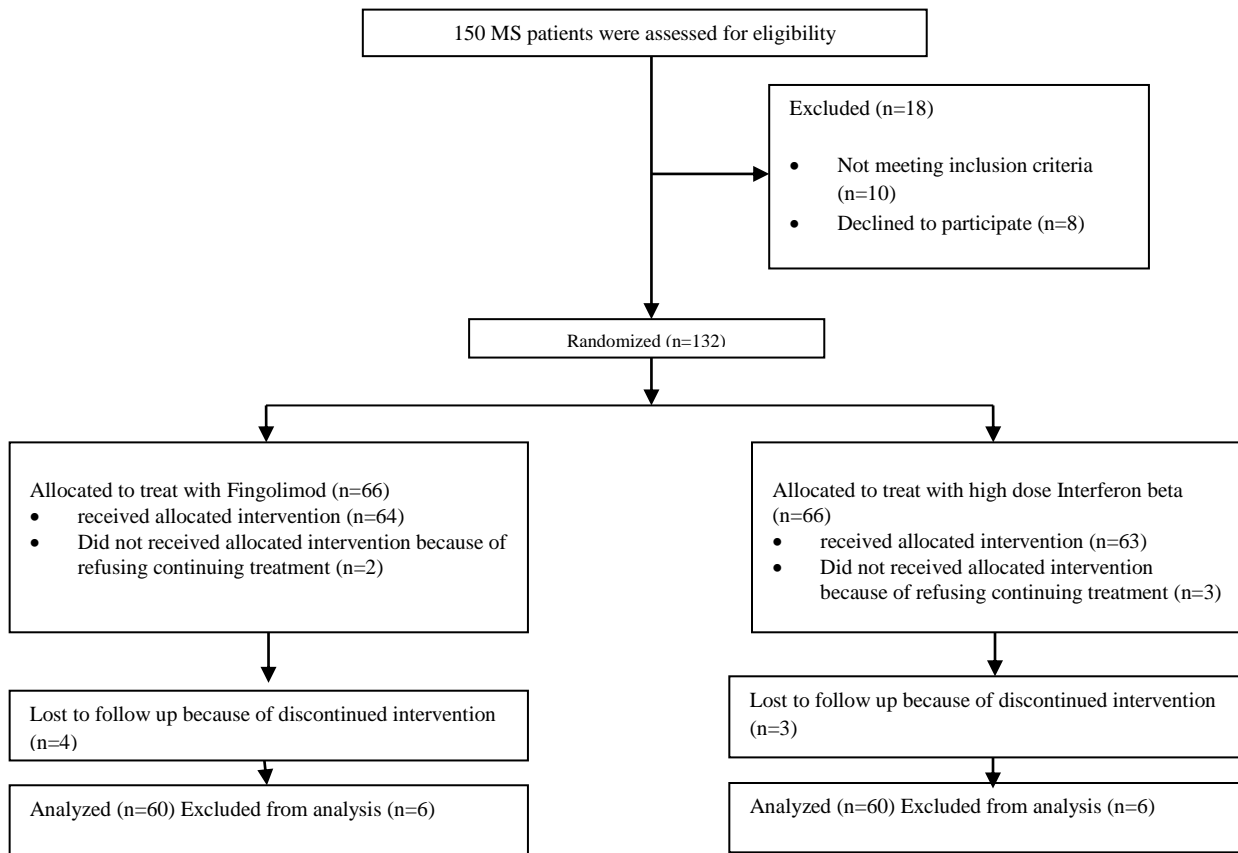 150 MS patients were assessed for eligibility
Excluded (n=18)
• Not meeting inclusion criteria
(n=10)
• Declined to participate (n=8)
Randomized (n=132)
Allocated to treat with Fingolimod (n=66)
• received allocated intervention (n=64)
• Did not received allocated intervention because of
refusing continuing treatment (n=2)
Allocated to treat with high dose Interferon beta
(n=66)
• received allocated intervention (n=63)
• Did not received allocated intervention
because of refusing continuing treatment (n=3)
Lost to follow up because of discontinued intervention
(n=4)
Lost to follow up because of discontinued intervention
(n=3)
Analyzed (n=60) Excluded from analysis (n=6)
Analyzed (n=60) Excluded from analysis (n=6)